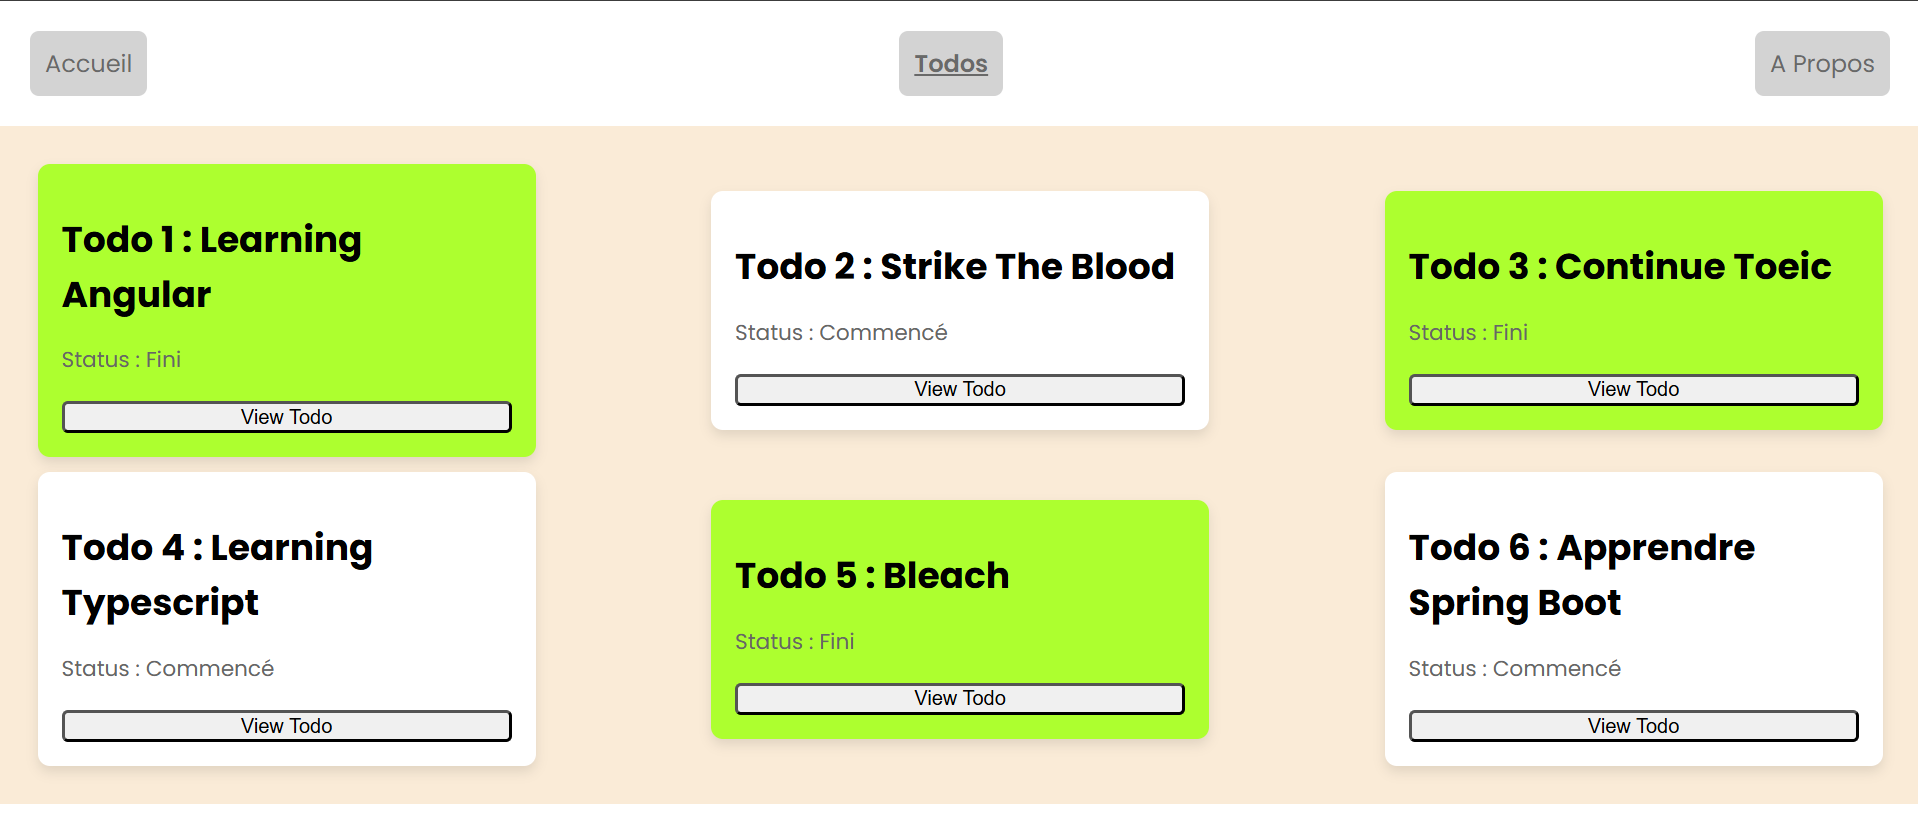 Accueil
Todos
A Propos
Todo 1 : Learning
Angular
Status : Fini
View Todo
Todo 2 : Strike The Blood
Status : Commencé
View Todo
Todo 3 : Continue Toeic
Status : Fini
View Todo
Todo 4 : Learning
Typescript
Status : Commencé
View Todo
Todo 5 : Bleach
Status : Fini
View Todo
Todo 6 : Apprendre
Spring Boot
Status : Commencé
View Todo